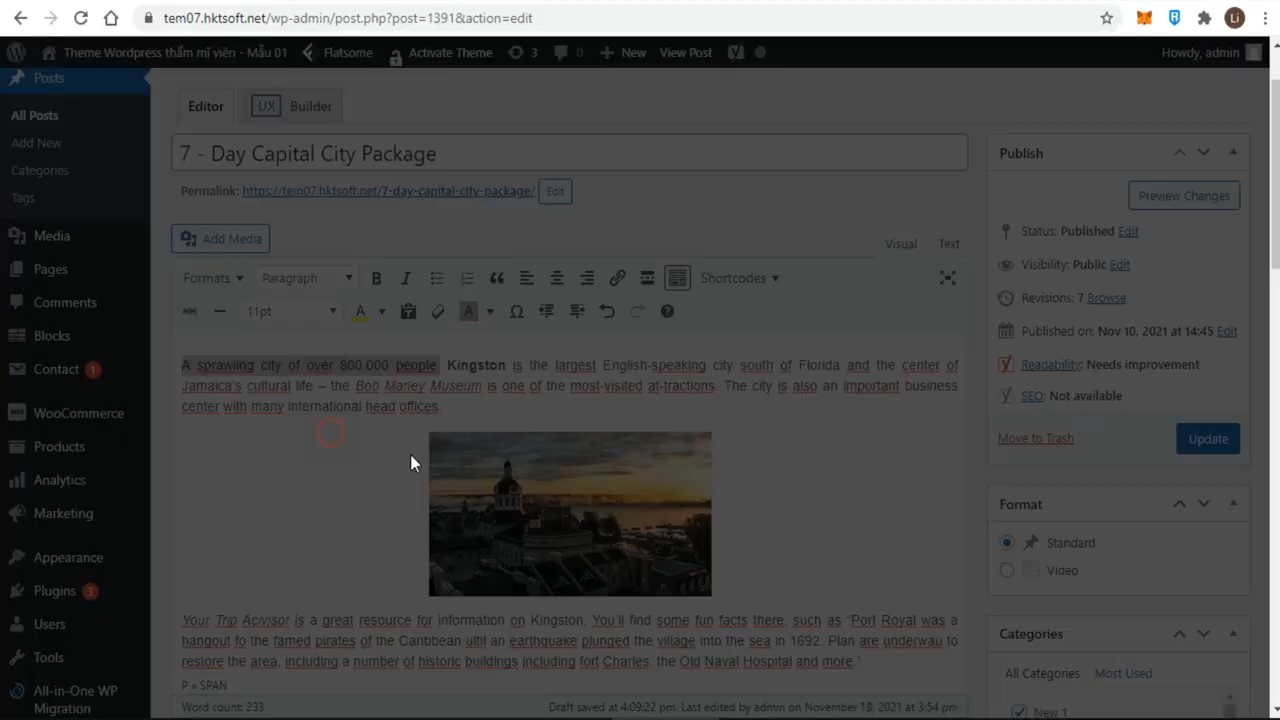 tem07.hktsoft.net/wp-admin/post.php?post=1391&action=edit
Li
Theme Wordpress thẩm mĩ viên - Mẫu 01 Flatsome Activate Theme 3 0 New View Post Howdy, admin
Posts
All Posts
Add New
Categories
Tags
Media
Pages
Comments
Blocks
Contact 1
WooCommerce
Products
Analytics
Marketing
Appearance
Plugins 3
Users
Tools
All-in-One WP
Migration
Editor UX Builder
7 - Day Capital City Package
Permalink: https://tem07.hktsoft.net/7-day-capital-city-package/ Edit
Add Media
Visual Text
Formats Paragraph B I Shortcodes
ABC 11pt A A Ω
A sprawling city of over 800 000 people Kingston is the largest English-speaking city south of Florida and the center of
Jamaica's cultural life – the Bob Marley Museum is one of the most-visited at-tractions. The city is also an important business
center with many international head offices.
Your Trip Acivisor is a great resource for information on Kingston. You'll find some fun facts there, such as “Port Royal was a
hangout fo the famed pirates of the Caribbean uitil an earthquake plunged the village into the sea in 1692. Plan are underwau to
restore the area, including a number of historic buildings including fort Charles, the Old Naval Hospital and more.”
P » SPAN
Word count: 233 Draft saved at 4:09:22 pm. Last edited by admin on November 18, 2021 at 3:54 pm
Publish
Preview Changes
Status: Published Edit
Visibility: Public Edit
Revisions: 7 Browse
Published on: Nov 10, 2021 at 14:45 Edit
Readability: Needs improvement
SEO: Not available
Move to Trash Update
Format
Standard
Video
Categories
All Categories Most Used
New 1